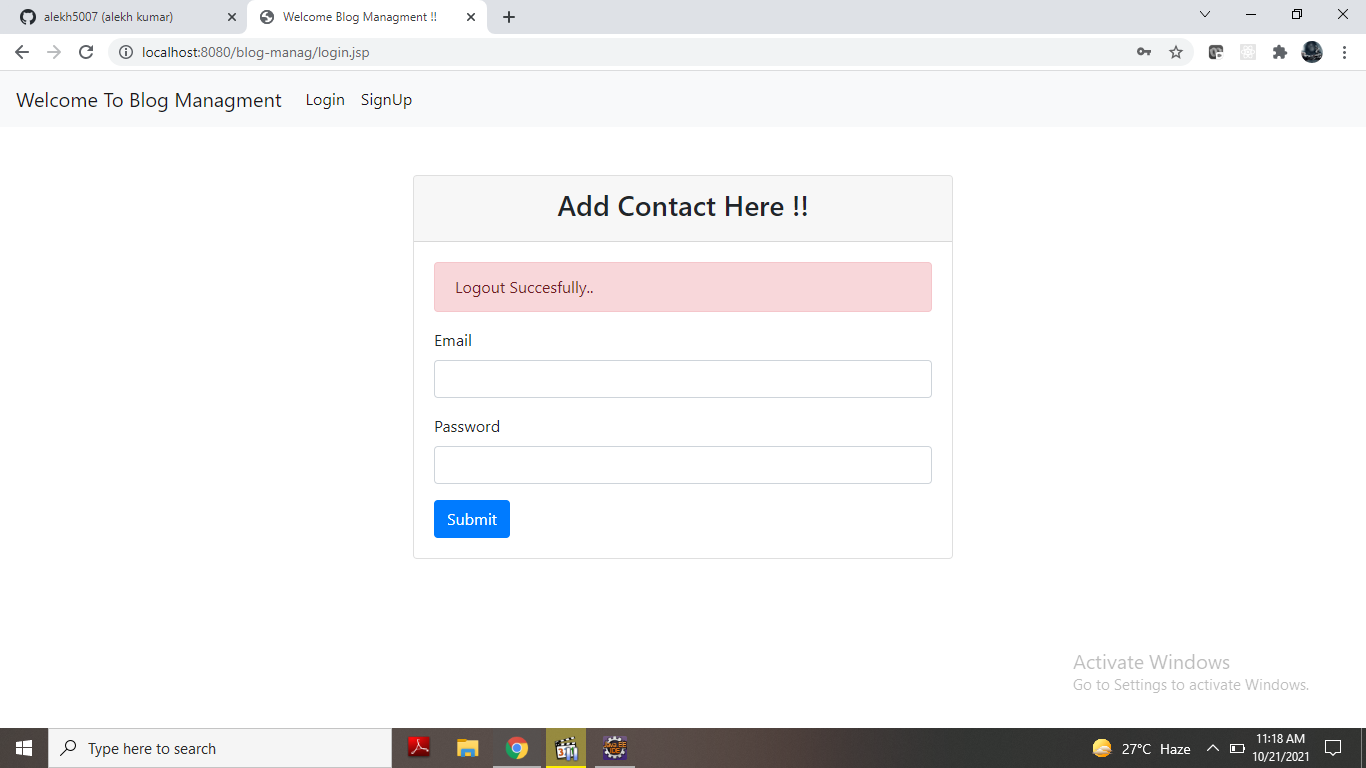 alekh5007 (alekh kumar)
Welcome Blog Managment !!
localhost:8080/blog-manag/login.jsp
Welcome To Blog Managment
Login
SignUp
Add Contact Here !!
Logout Succesfully..
Email
Password
Submit
Activate Windows
Go to Settings to activate Windows.
Type here to search
27°C Haze
11:18 AM
10/21/2021